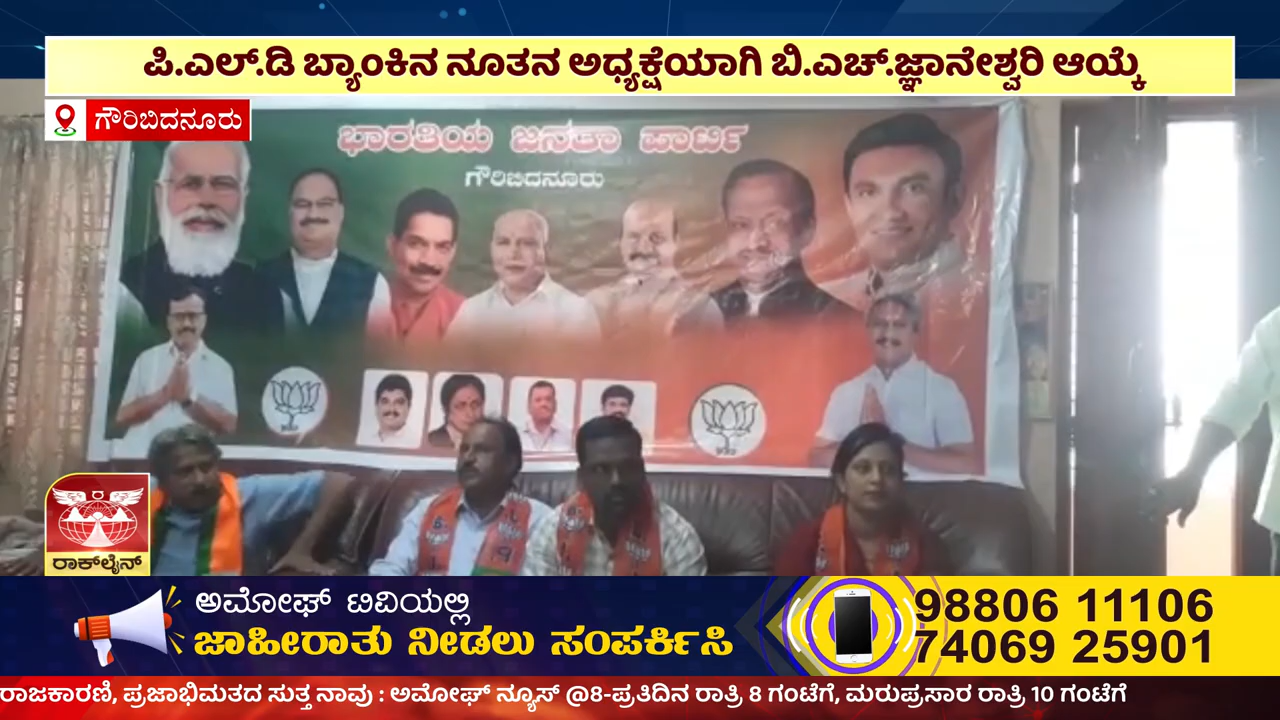 ಪಿ.ಎಲ್.ಡಿ ಬ್ಯಾಂಕಿನ ನೂತನ ಅಧ್ಯಕ್ಷೆಯಾಗಿ ಬಿ.ಎಚ್.ಜ್ಞಾನೇಶ್ವರಿ ಆಯ್ಕೆ
ಗೌರಿಬಿದನೂರು
ಭಾರತೀಯ ಜನತಾ ಪಾರ್ಟಿ
ಗೌರಿಬಿದನೂರು
ರಾಕ್‌ಲೈನ್
ಅಮೋಘ್ ಟಿವಿಯಲ್ಲಿ
ಜಾಹೀರಾತು ನೀಡಲು ಸಂಪರ್ಕಿಸಿ
98806 11106
74069 25901
ರಾಜಕಾರಣಿ, ಪ್ರಜಾಭಿಮತದ ಸುತ್ತ ನಾವು : ಅಮೋಘ್ ನ್ಯೂಸ್ @8-ಪ್ರತಿದಿನ ರಾತ್ರಿ 8 ಗಂಟೆಗೆ, ಮರುಪ್ರಸಾರ ರಾತ್ರಿ 10 ಗಂಟೆಗೆ